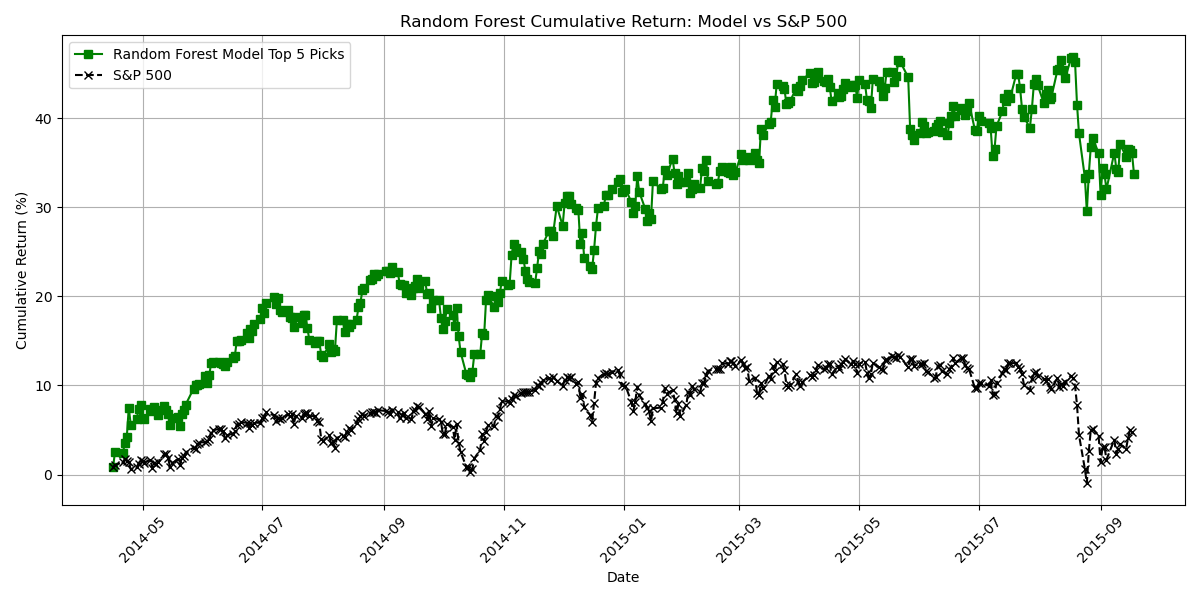 Random Forest Cumulative Return: Model vs S&P 500
Random Forest Model Top 5 Picks
S&P 500
Cumulative Return (%)
40
30
20
10
0
2014-05
2014-07
2014-09
2014-11
2015-01
2015-03
2015-05
2015-07
2015-09
Date